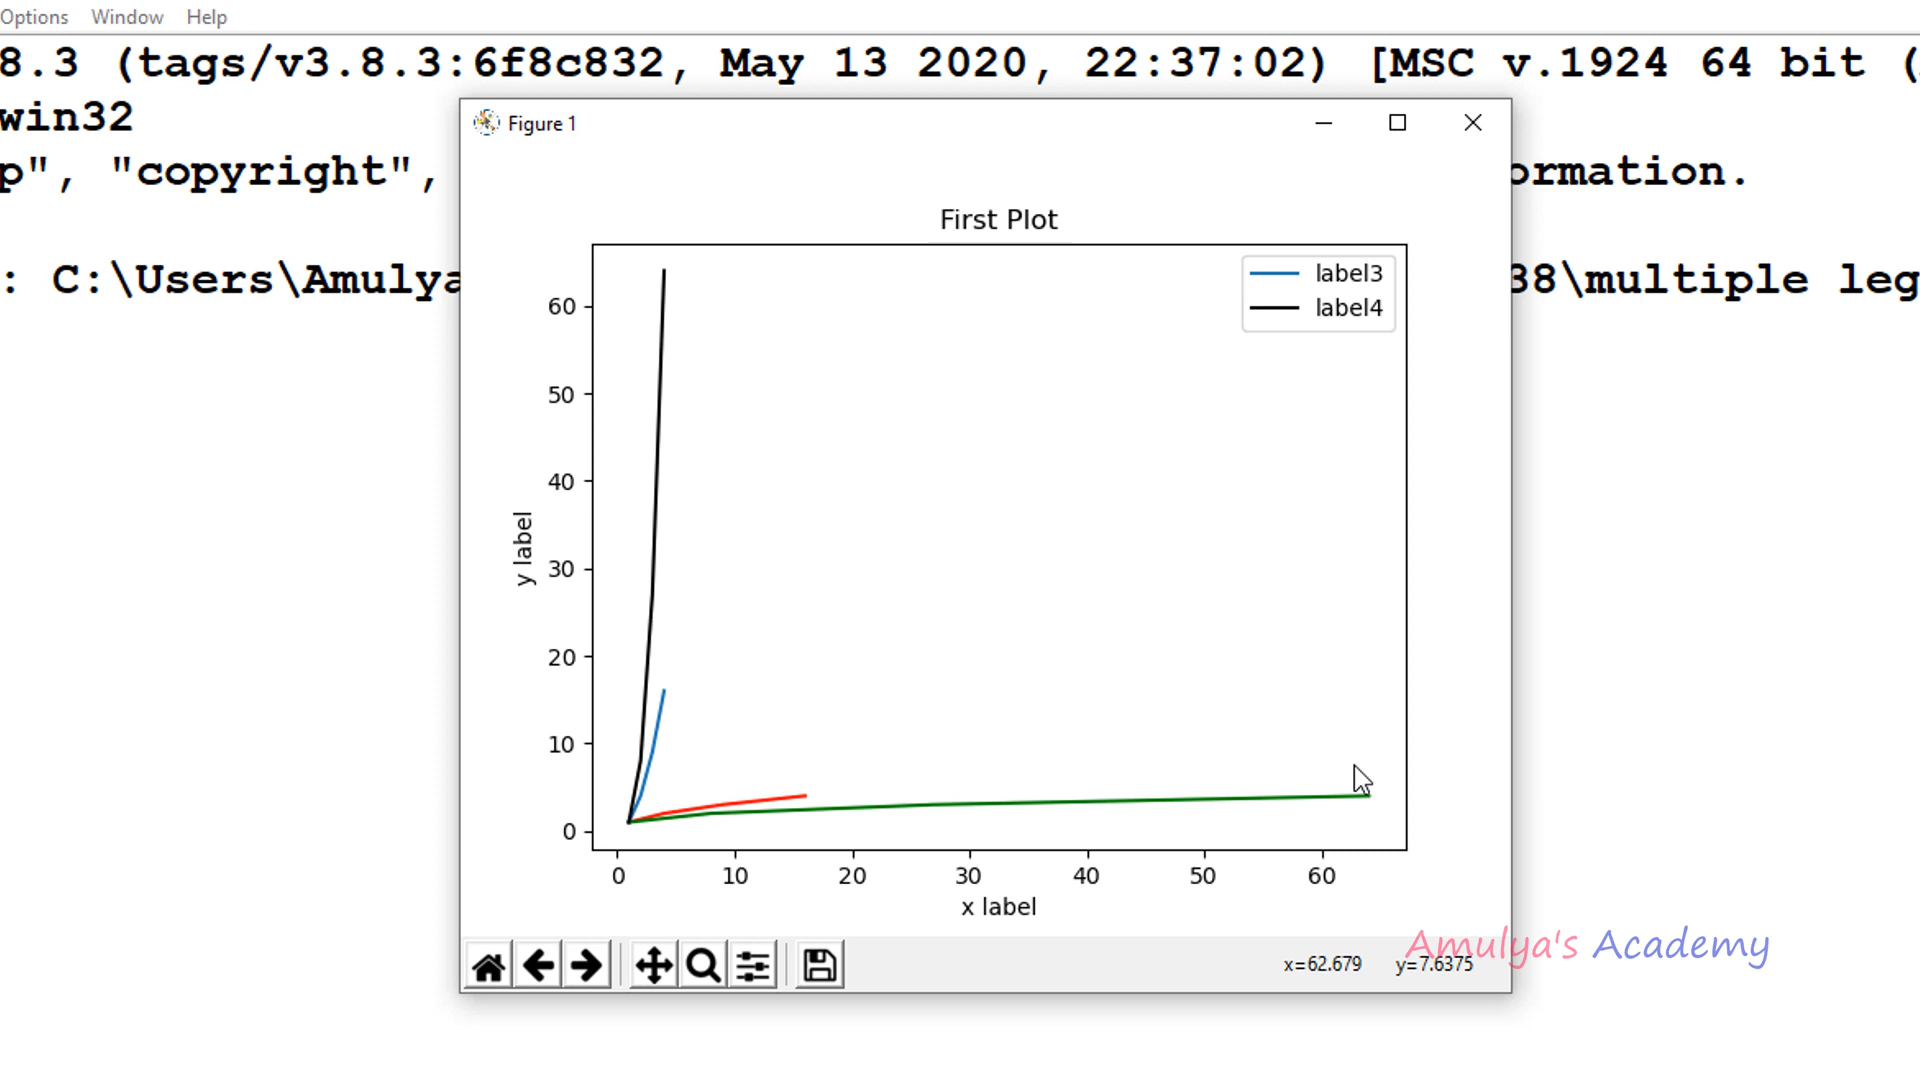 Options Window Help
8.3 (tags/v3.8.3:6f8c832, May 13 2020, 22:37:02) [MSC v.1924 64 bit (
win32
p", "copyright", ormation.
: C:\Users\Amulya 38\multiple leg
Figure 1
First Plot
label3
label4
60
50
40
30
20
10
0
y label
0 10 20 30 40 50 60
x label
x=62.679 y=7.6375
Amulya's Academy